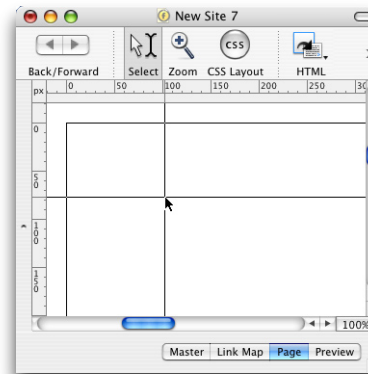 New Site 7
css
Back/Forward Select Zoom CSS Layout HTML
px 0 50 100 150 200 250 30
0
50
100
150
100%
Master Link Map Page Preview